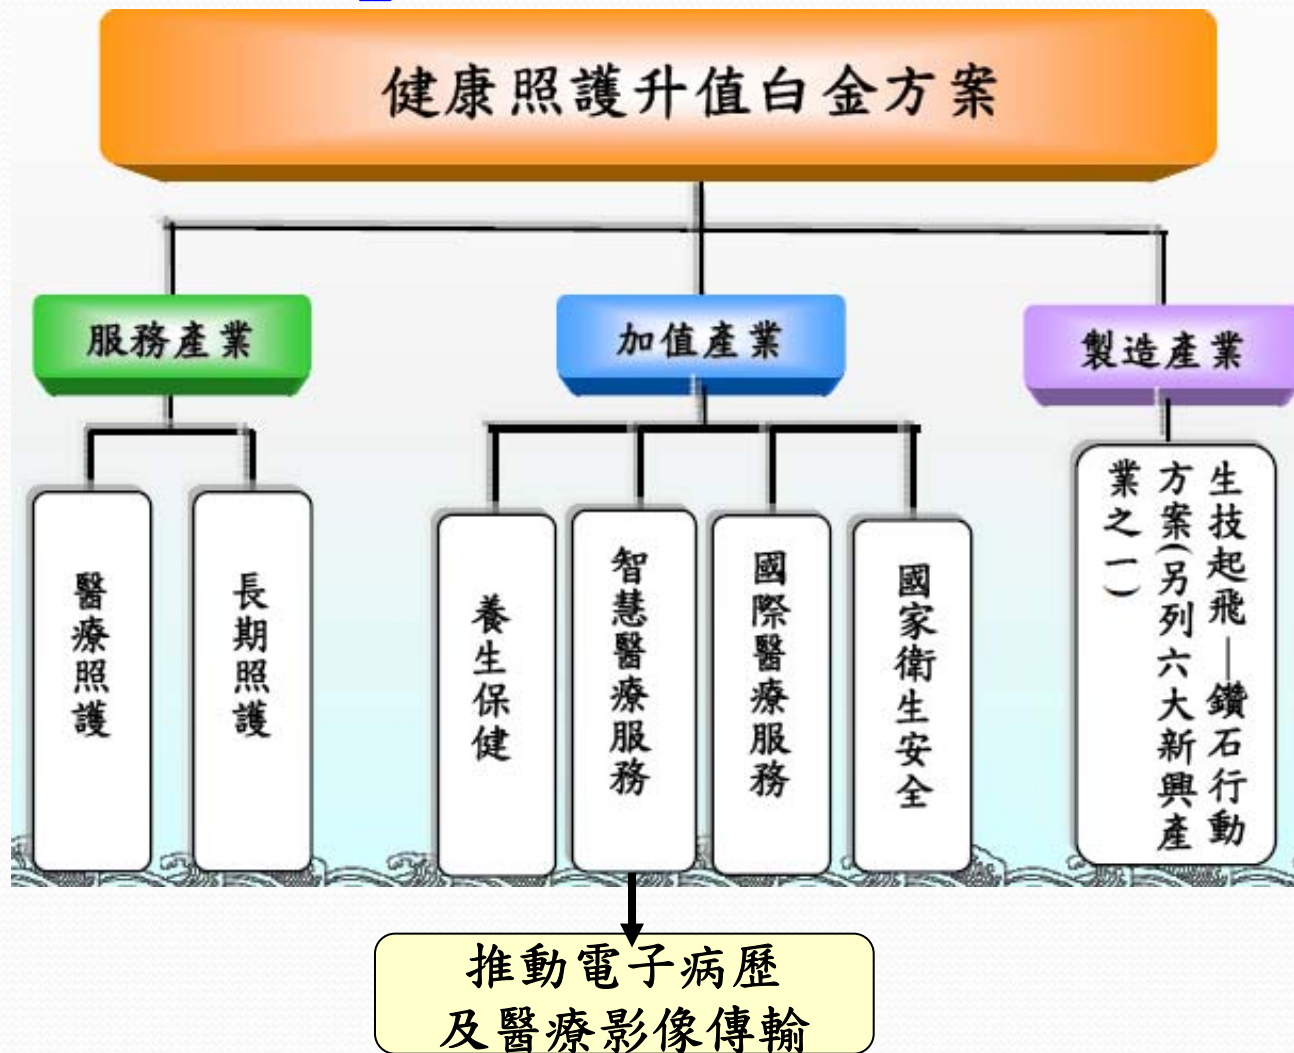 健康照護升值白金方案
服務產業
加值產業
製造產業
醫療照護
長期照護
養生保健
智慧醫療服務
國際醫療服務
國家衛生安全
生技起飛—鑽石行動
方案(另列六大新興產
業之一)
推動電子病歷
及醫療影像傳輸